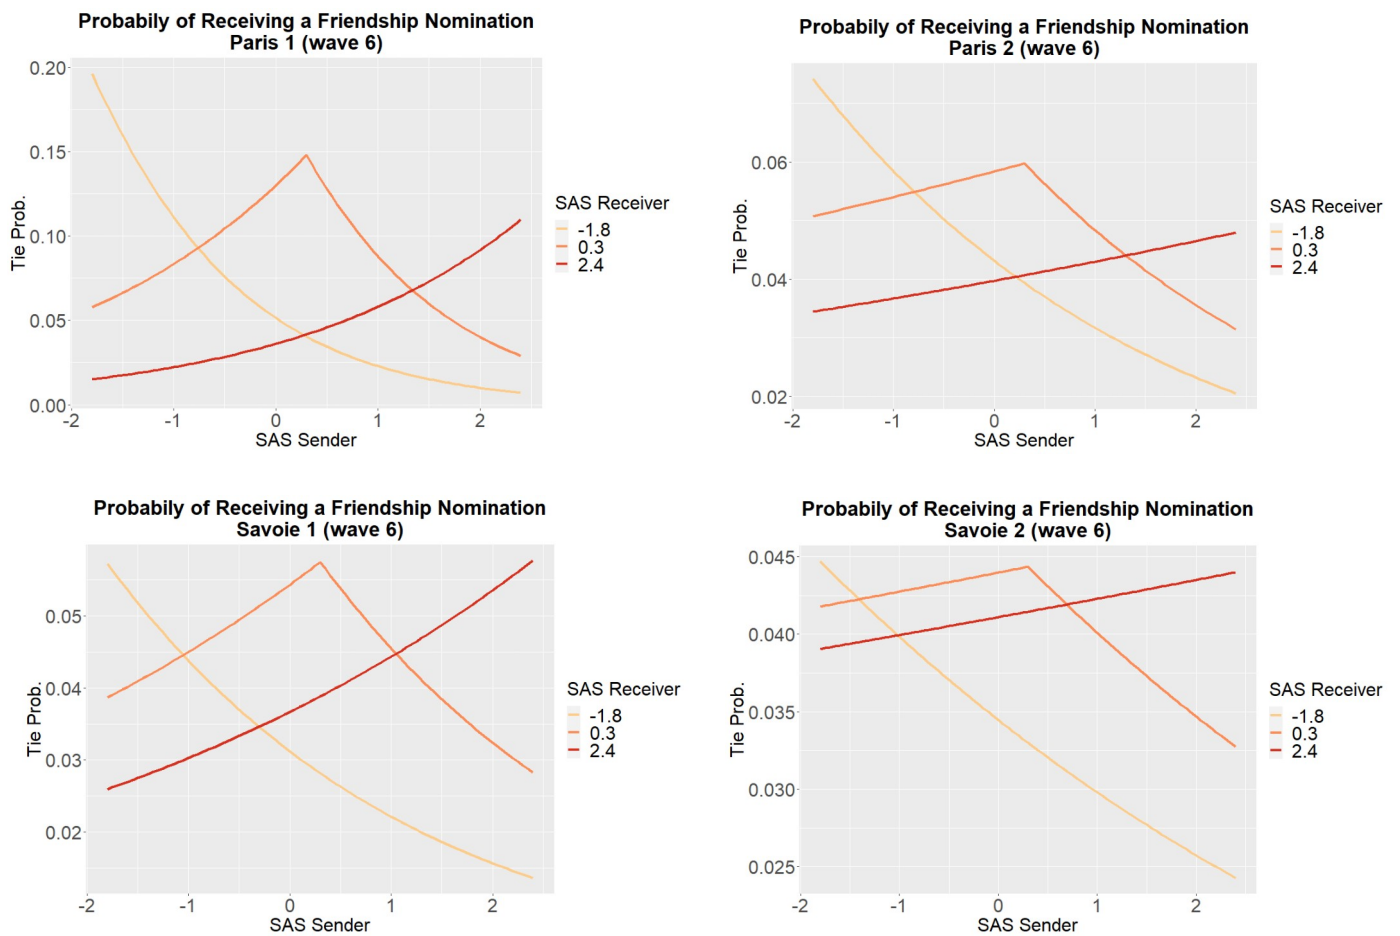 Probabily of Receiving a Friendship Nomination
Paris 1 (wave 6)
0.20
0.15
0.10
0.05
0.00
Tie Prob.
-2
-1
0
1
2
SAS Sender
SAS Receiver
-1.8
0.3
2.4
Probabily of Receiving a Friendship Nomination
Paris 2 (wave 6)
0.06
0.04
0.02
Tie Prob.
-2
-1
0
1
2
SAS Sender
SAS Receiver
-1.8
0.3
2.4
Probabily of Receiving a Friendship Nomination
Savoie 1 (wave 6)
0.05
0.04
0.03
0.02
Tie Prob.
-2
-1
0
1
2
SAS Sender
SAS Receiver
-1.8
0.3
2.4
Probabily of Receiving a Friendship Nomination
Savoie 2 (wave 6)
0.045
0.040
0.035
0.030
0.025
Tie Prob.
-2
-1
0
1
2
SAS Sender
SAS Receiver
-1.8
0.3
2.4